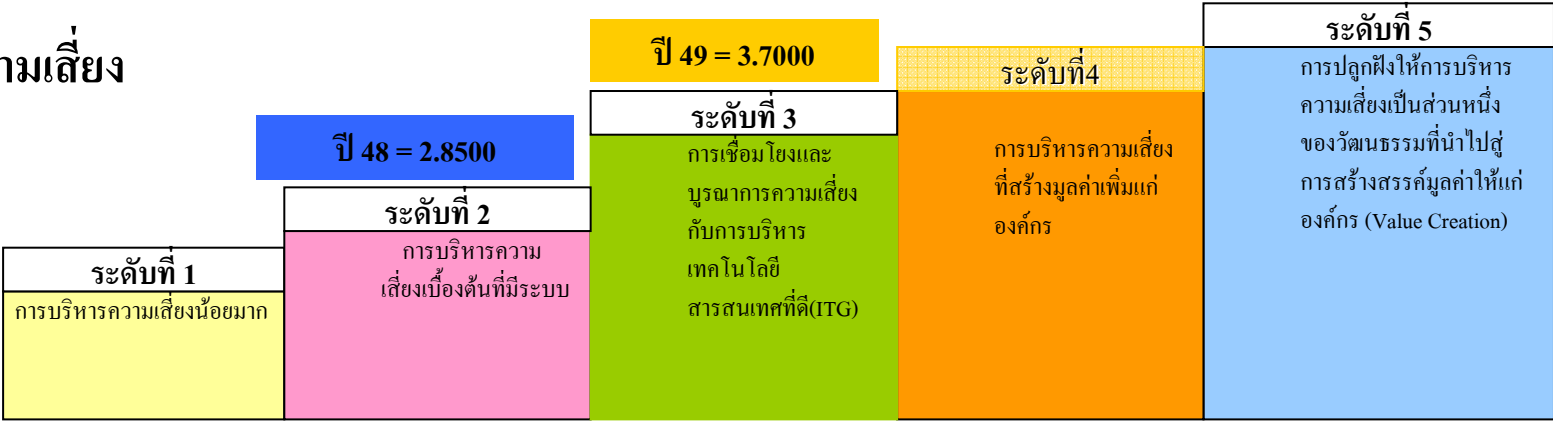 ามเสี่ยง
ปี 48 = 2.8500
ปี 49 = 3.7000
ระดับที่ 1
การบริหารความเสี่ยงน้อยมาก
ระดับที่ 2
การบริหารความ
เสี่ยงเบื้องต้นที่มีระบบ
ระดับที่ 3
การเชื่อมโยงและ
บูรณาการความเสี่ยง
กับการบริหาร
เทคโนโลยี
สารสนเทศที่ดี(ITG)
ระดับที่4
การบริหารความเสี่ยง
ที่สร้างมูลค่าเพิ่มแก่
องค์กร
ระดับที่ 5
การปลูกฝังให้การบริหาร
ความเสี่ยงเป็นส่วนหนึ่ง
ของวัฒนธรรมที่นำไปสู่
การสร้างสรรค์มูลค่าให้แก่
องค์กร (Value Creation)